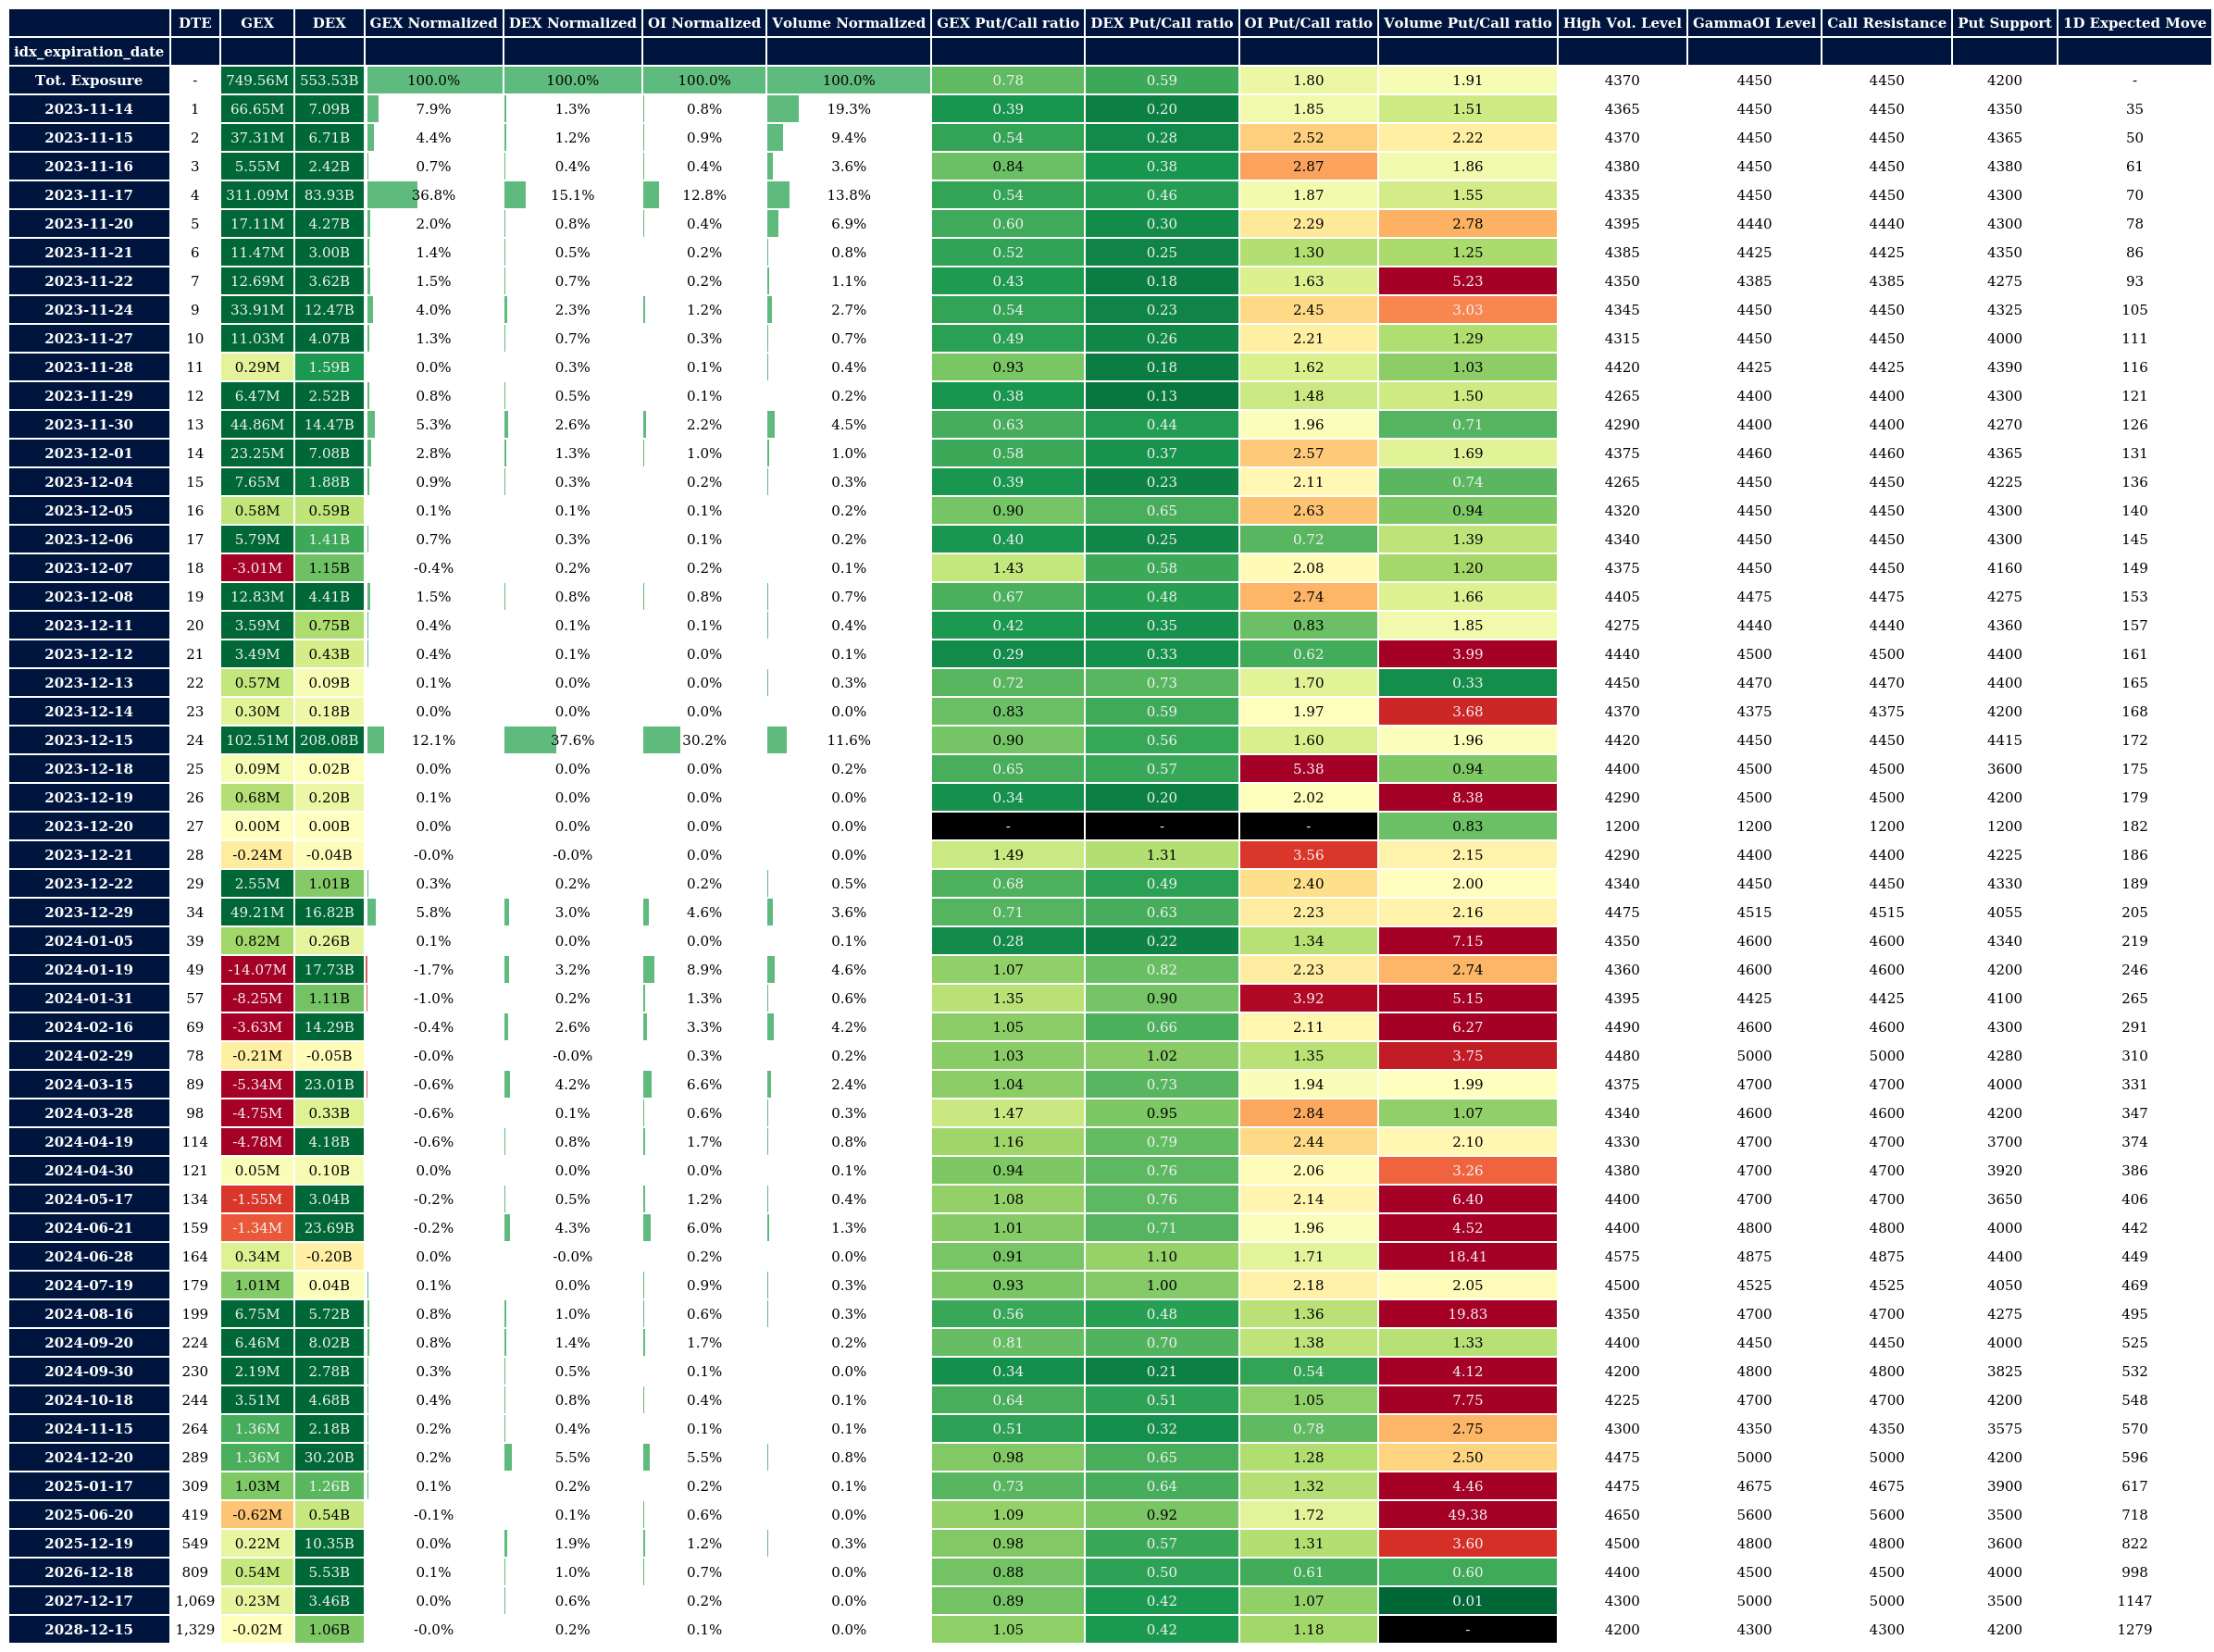 DTE GEX DEX GEX Normalized DEX Normalized OI Normalized Volume Normalized GEX Put/Call ratio DEX Put/Call ratio OI Put/Call ratio Volume Put/Call ratio High Vol. Level GammaOI Level Call Resistance Put Support 1D Expected Move
idx_expiration_date
Tot. Exposure - 749.56M 553.53B 100.0% 100.0% 100.0% 100.0% 0.78 0.59 1.80 1.91 4370 4450 4450 4200 -
2023-11-14 1 66.65M 7.09B 7.9% 1.3% 0.8% 19.3% 0.39 0.20 1.85 1.51 4365 4450 4450 4350 35
2023-11-15 2 37.31M 6.71B 4.4% 1.2% 0.9% 9.4% 0.54 0.28 2.52 2.22 4370 4450 4450 4365 50
2023-11-16 3 5.55M 2.42B 0.7% 0.4% 0.4% 3.6% 0.84 0.38 2.87 1.86 4380 4450 4450 4380 61
2023-11-17 4 311.09M 83.93B 36.8% 15.1% 12.8% 13.8% 0.54 0.46 1.87 1.55 4335 4450 4450 4300 70
2023-11-20 5 17.11M 4.27B 2.0% 0.8% 0.4% 6.9% 0.60 0.30 2.29 2.78 4395 4440 4440 4300 78
2023-11-21 6 11.47M 3.00B 1.4% 0.5% 0.2% 0.8% 0.52 0.25 1.30 1.25 4385 4425 4425 4350 86
2023-11-22 7 12.69M 3.62B 1.5% 0.7% 0.2% 1.1% 0.43 0.18 1.63 5.23 4350 4385 4385 4275 93
2023-11-24 9 33.91M 12.47B 4.0% 2.3% 1.2% 2.7% 0.54 0.23 2.45 3.03 4345 4450 4450 4325 105
2023-11-27 10 11.03M 4.07B 1.3% 0.7% 0.3% 0.7% 0.49 0.26 2.21 1.29 4315 4450 4450 4000 111
2023-11-28 11 0.29M 1.59B 0.0% 0.3% 0.1% 0.4% 0.93 0.18 1.62 1.03 4420 4425 4425 4390 116
2023-11-29 12 6.47M 2.52B 0.8% 0.5% 0.1% 0.2% 0.38 0.13 1.48 1.50 4265 4400 4400 4300 121
2023-11-30 13 44.86M 14.47B 5.3% 2.6% 2.2% 4.5% 0.63 0.44 1.96 0.71 4290 4400 4400 4270 126
2023-12-01 14 23.25M 7.08B 2.8% 1.3% 1.0% 1.0% 0.58 0.37 2.57 1.69 4375 4460 4460 4365 131
2023-12-04 15 7.65M 1.88B 0.9% 0.3% 0.2% 0.3% 0.39 0.23 2.11 0.74 4265 4450 4450 4225 136
2023-12-05 16 0.58M 0.59B 0.1% 0.1% 0.1% 0.2% 0.90 0.65 2.63 0.94 4320 4450 4450 4300 140
2023-12-06 17 5.79M 1.41B 0.7% 0.3% 0.1% 0.2% 0.40 0.25 0.72 1.39 4340 4450 4450 4300 145
2023-12-07 18 -3.01M 1.15B -0.4% 0.2% 0.2% 0.1% 1.43 0.58 2.08 1.20 4375 4450 4450 4160 149
2023-12-08 19 12.83M 4.41B 1.5% 0.8% 0.8% 0.7% 0.67 0.48 2.74 1.66 4405 4475 4475 4275 153
2023-12-11 20 3.59M 0.75B 0.4% 0.1% 0.1% 0.4% 0.42 0.35 0.83 1.85 4275 4440 4440 4360 157
2023-12-12 21 3.49M 0.43B 0.4% 0.1% 0.0% 0.1% 0.29 0.33 0.62 3.99 4440 4500 4500 4400 161
2023-12-13 22 0.57M 0.09B 0.1% 0.0% 0.0% 0.3% 0.72 0.73 1.70 0.33 4450 4470 4470 4400 165
2023-12-14 23 0.30M 0.18B 0.0% 0.0% 0.0% 0.0% 0.83 0.59 1.97 3.68 4370 4375 4375 4200 168
2023-12-15 24 102.51M 208.08B 12.1% 37.6% 30.2% 11.6% 0.90 0.56 1.60 1.96 4420 4450 4450 4415 172
2023-12-18 25 0.09M 0.02B 0.0% 0.0% 0.0% 0.2% 0.65 0.57 5.38 0.94 4400 4500 4500 3600 175
2023-12-19 26 0.68M 0.20B 0.1% 0.0% 0.0% 0.0% 0.34 0.20 2.02 8.38 4290 4500 4500 4200 179
2023-12-20 27 0.00M 0.00B 0.0% 0.0% 0.0% 0.0% - - - 0.83 1200 1200 1200 1200 182
2023-12-21 28 -0.24M -0.04B -0.0% -0.0% 0.0% 0.0% 1.49 1.31 3.56 2.15 4290 4400 4400 4225 186
2023-12-22 29 2.55M 1.01B 0.3% 0.2% 0.2% 0.5% 0.68 0.49 2.40 2.00 4340 4450 4450 4330 189
2023-12-29 34 49.21M 16.82B 5.8% 3.0% 4.6% 3.6% 0.71 0.63 2.23 2.16 4475 4515 4515 4055 205
2024-01-05 39 0.82M 0.26B 0.1% 0.0% 0.0% 0.1% 0.28 0.22 1.34 7.15 4350 4600 4600 4340 219
2024-01-19 49 -14.07M 17.73B -1.7% 3.2% 8.9% 4.6% 1.07 0.82 2.23 2.74 4360 4600 4600 4200 246
2024-01-31 57 -8.25M 1.11B -1.0% 0.2% 1.3% 0.6% 1.35 0.90 3.92 5.15 4395 4425 4425 4100 265
2024-02-16 69 -3.63M 14.29B -0.4% 2.6% 3.3% 4.2% 1.05 0.66 2.11 6.27 4490 4600 4600 4300 291
2024-02-29 78 -0.21M -0.05B -0.0% -0.0% 0.3% 0.2% 1.03 1.02 1.35 3.75 4480 5000 5000 4280 310
2024-03-15 89 -5.34M 23.01B -0.6% 4.2% 6.6% 2.4% 1.04 0.73 1.94 1.99 4375 4700 4700 4000 331
2024-03-28 98 -4.75M 0.33B -0.6% 0.1% 0.6% 0.3% 1.47 0.95 2.84 1.07 4340 4600 4600 4200 347
2024-04-19 114 -4.78M 4.18B -0.6% 0.8% 1.7% 0.8% 1.16 0.79 2.44 2.10 4330 4700 4700 3700 374
2024-04-30 121 0.05M 0.10B 0.0% 0.0% 0.0% 0.1% 0.94 0.76 2.06 3.26 4380 4700 4700 3920 386
2024-05-17 134 -1.55M 3.04B -0.2% 0.5% 1.2% 0.4% 1.08 0.76 2.14 6.40 4400 4700 4700 3650 406
2024-06-21 159 -1.34M 23.69B -0.2% 4.3% 6.0% 1.3% 1.01 0.71 1.96 4.52 4400 4800 4800 4000 442
2024-06-28 164 0.34M -0.20B 0.0% -0.0% 0.2% 0.0% 0.91 1.10 1.71 18.41 4575 4875 4875 4400 449
2024-07-19 179 1.01M 0.04B 0.1% 0.0% 0.9% 0.3% 0.93 1.00 2.18 2.05 4500 4525 4525 4050 469
2024-08-16 199 6.75M 5.72B 0.8% 1.0% 0.6% 0.3% 0.56 0.48 1.36 19.83 4350 4700 4700 4275 495
2024-09-20 224 6.46M 8.02B 0.8% 1.4% 1.7% 0.2% 0.81 0.70 1.38 1.33 4400 4450 4450 4000 525
2024-09-30 230 2.19M 2.78B 0.3% 0.5% 0.1% 0.0% 0.34 0.21 0.54 4.12 4200 4800 4800 3825 532
2024-10-18 244 3.51M 4.68B 0.4% 0.8% 0.4% 0.1% 0.64 0.51 1.05 7.75 4225 4700 4700 4200 548
2024-11-15 264 1.36M 2.18B 0.2% 0.4% 0.1% 0.1% 0.51 0.32 0.78 2.75 4300 4350 4350 3575 570
2024-12-20 289 1.36M 30.20B 0.2% 5.5% 5.5% 0.8% 0.98 0.65 1.28 2.50 4475 5000 5000 4200 596
2025-01-17 309 1.03M 1.26B 0.1% 0.2% 0.2% 0.1% 0.73 0.64 1.32 4.46 4475 4675 4675 3900 617
2025-06-20 419 -0.62M 0.54B -0.1% 0.1% 0.6% 0.0% 1.09 0.92 1.72 49.38 4650 5600 5600 3500 718
2025-12-19 549 0.22M 10.35B 0.0% 1.9% 1.2% 0.3% 0.98 0.57 1.31 3.60 4500 4800 4800 3600 822
2026-12-18 809 0.54M 5.53B 0.1% 1.0% 0.7% 0.0% 0.88 0.50 0.61 0.60 4400 4500 4500 4000 998
2027-12-17 1,069 0.23M 3.46B 0.0% 0.6% 0.2% 0.0% 0.89 0.42 1.07 0.01 4300 5000 5000 3500 1147
2028-12-15 1,329 -0.02M 1.06B -0.0% 0.2% 0.1% 0.0% 1.05 0.42 1.18 - 4200 4300 4300 4200 1279